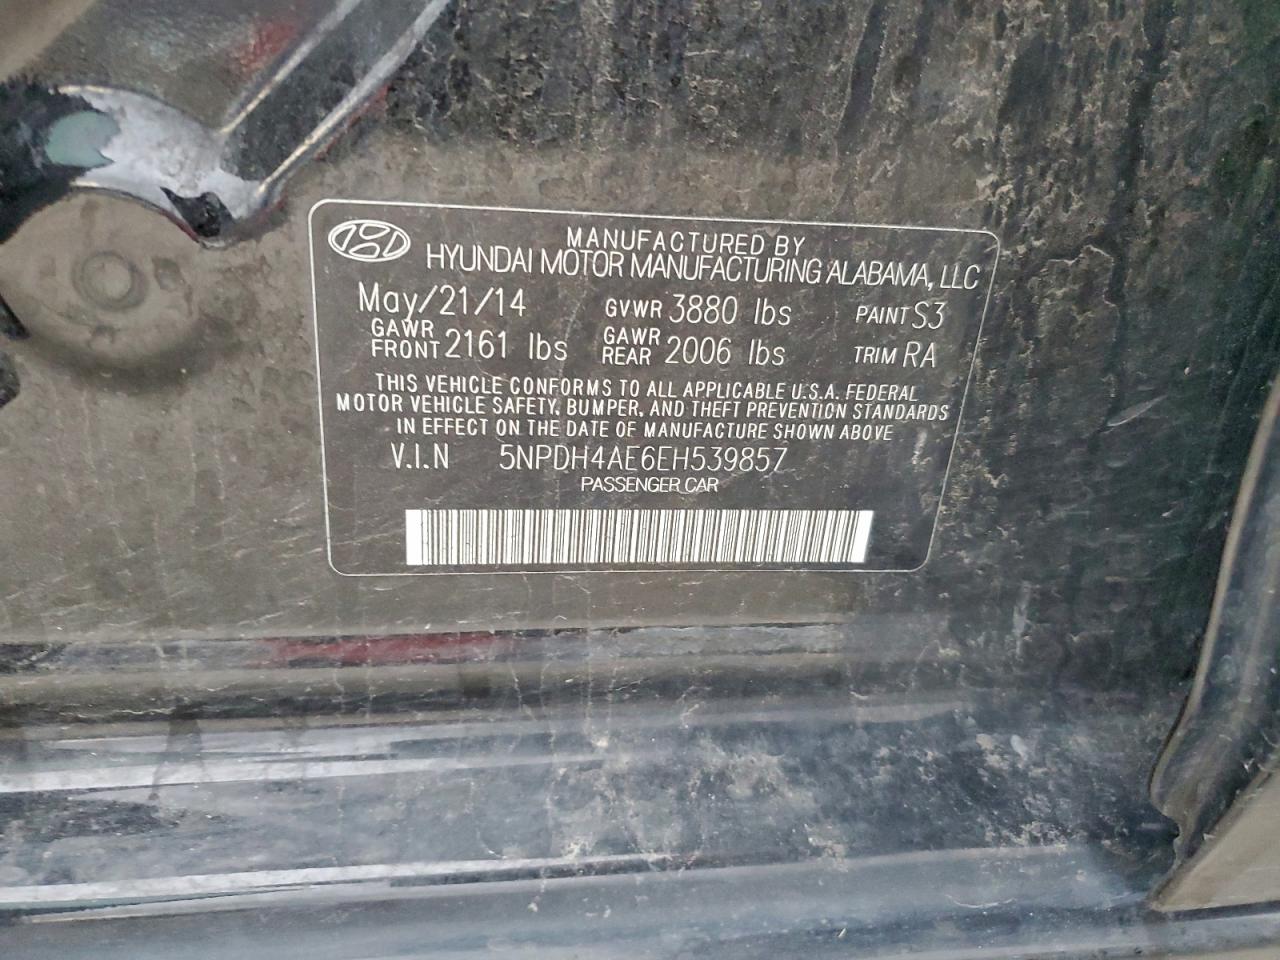 MANUFACTURED BY
HYUNDAI MOTOR MANUFACTURING ALABAMA, LLC
May/21/14 GVWR 3880 lbs PAINT S3
GAWR FRONT 2161 lbs GAWR REAR 2006 lbs TRIM RA
THIS VEHICLE CONFORMS TO ALL APPLICABLE U.S.A. FEDERAL
MOTOR VEHICLE SAFETY, BUMPER, AND THEFT PREVENTION STANDARDS
IN EFFECT ON THE DATE OF MANUFACTURE SHOWN ABOVE
V.I.N 5NPDH4AE6EH539857
PASSENGER CAR